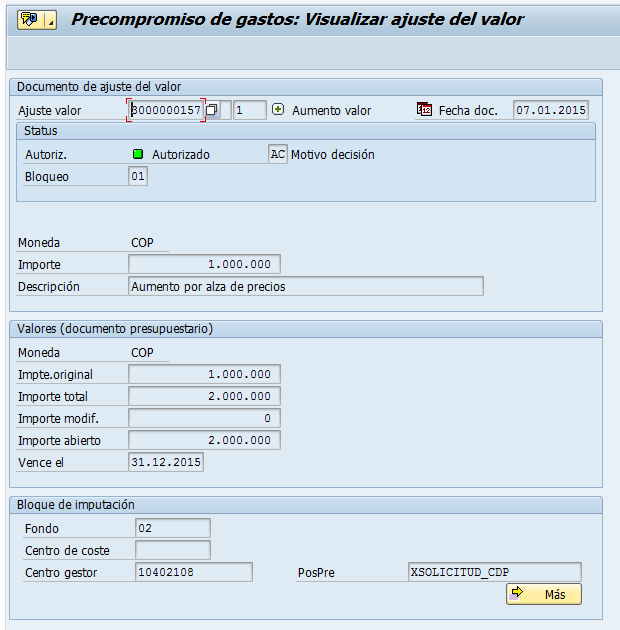 Precompromiso de gastos: Visualizar ajuste del valor
Documento de ajuste del valor
Ajuste valor 3000000157 1 Aumento valor Fecha doc. 07.01.2015
Status
Autoriz. Autorizado AC Motivo decisión
Bloqueo 01
Moneda COP
Importe 1.000.000
Descripción Aumento por alza de precios
Valores (documento presupuestario)
Moneda COP
Impte.original 1.000.000
Importe total 2.000.000
Importe modif. 0
Importe abierto 2.000.000
Vence el 31.12.2015
Bloque de imputación
Fondo 02
Centro de coste
Centro gestor 10402108 PosPre XSOLICITUD_CDP
Más